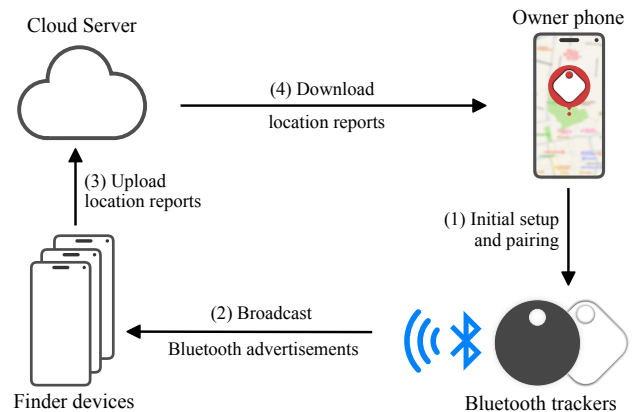 Cloud Server
Owner phone
(4) Download
location reports
(3) Upload
location reports
(1) Initial setup
and pairing
(2) Broadcast
Bluetooth advertisements
Finder devices
Bluetooth trackers